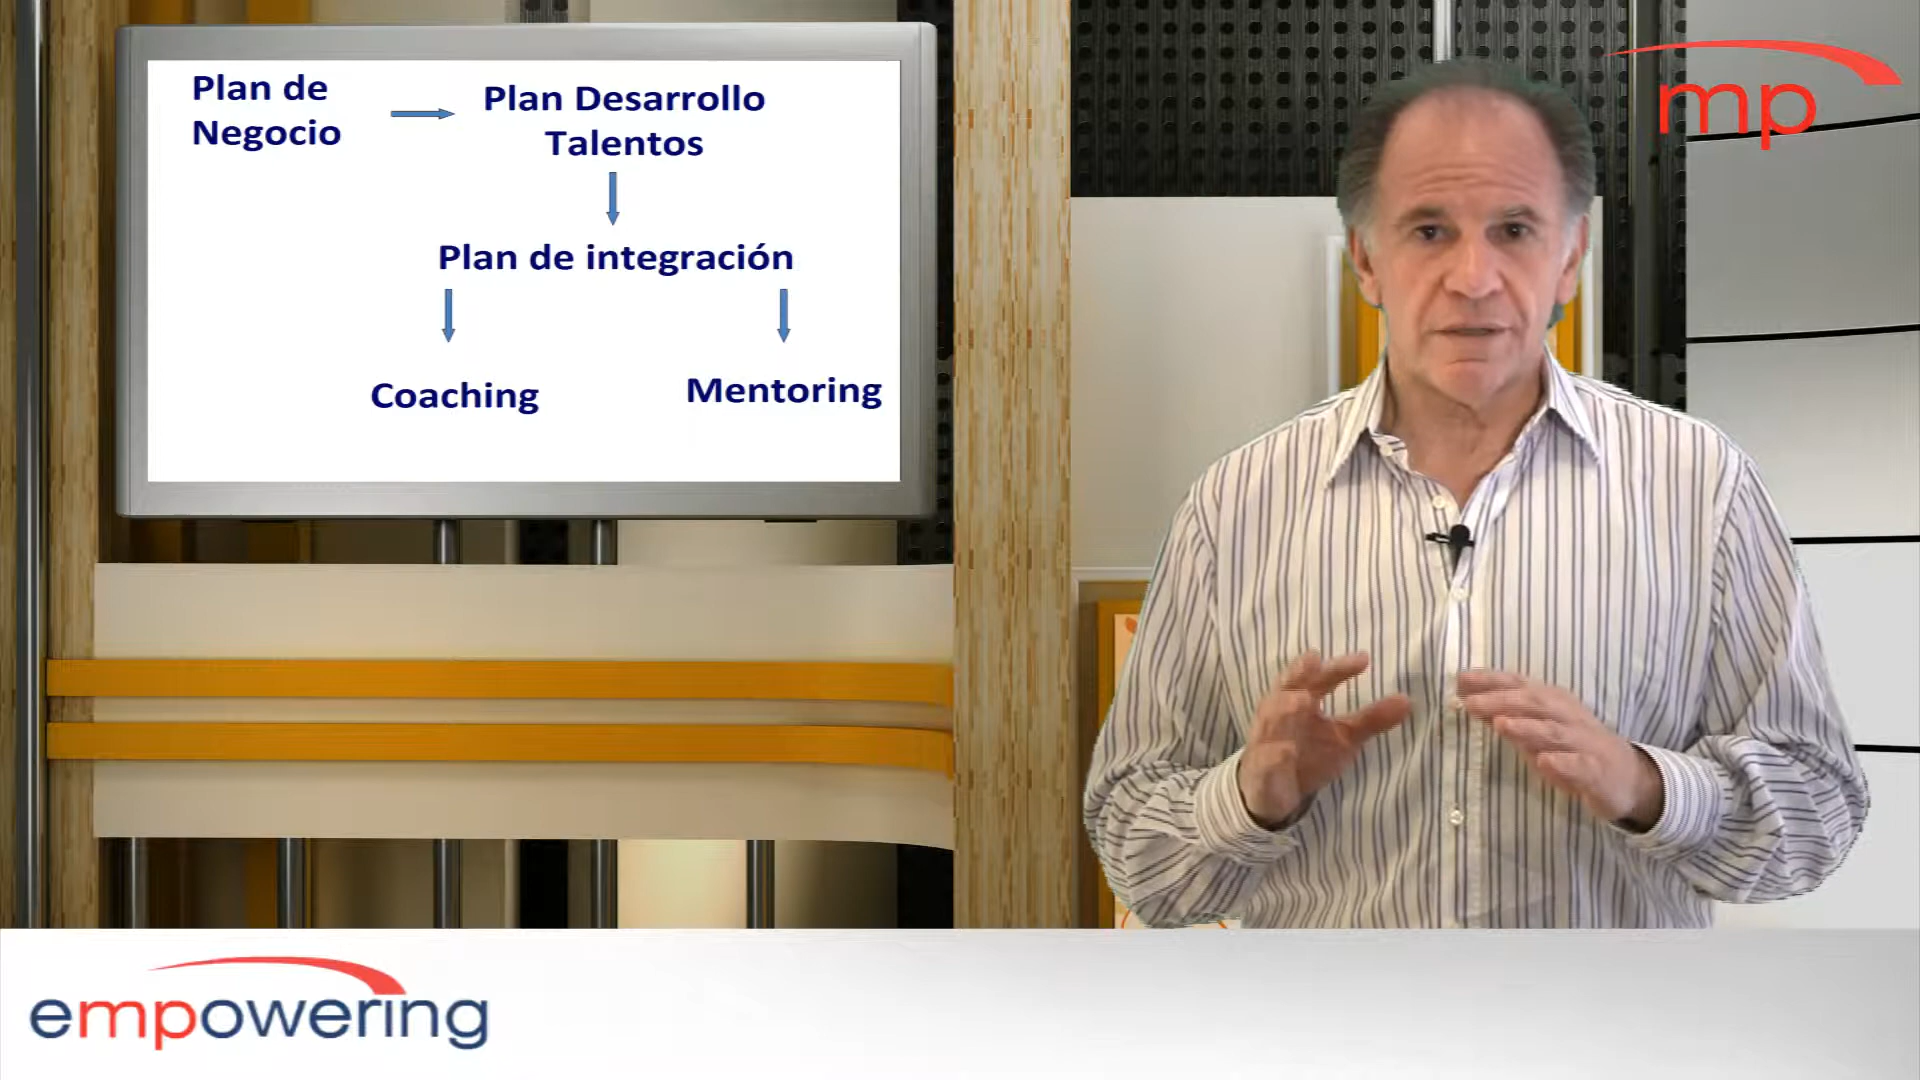 Plan de
Negocio
Plan Desarrollo
Talentos
Plan de integración
Coaching
Mentoring
mp
empowering